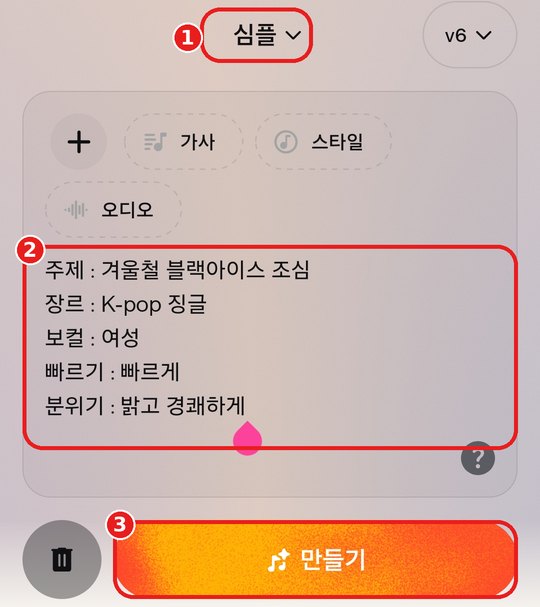 1 심플 v6
가사 스타일
오디오
2
주제 : 겨울철 블랙아이스 조심
장르 : K-pop 징글
보컬 : 여성
빠르기 : 빠르게
분위기 : 밝고 경쾌하게
?
3 만들기